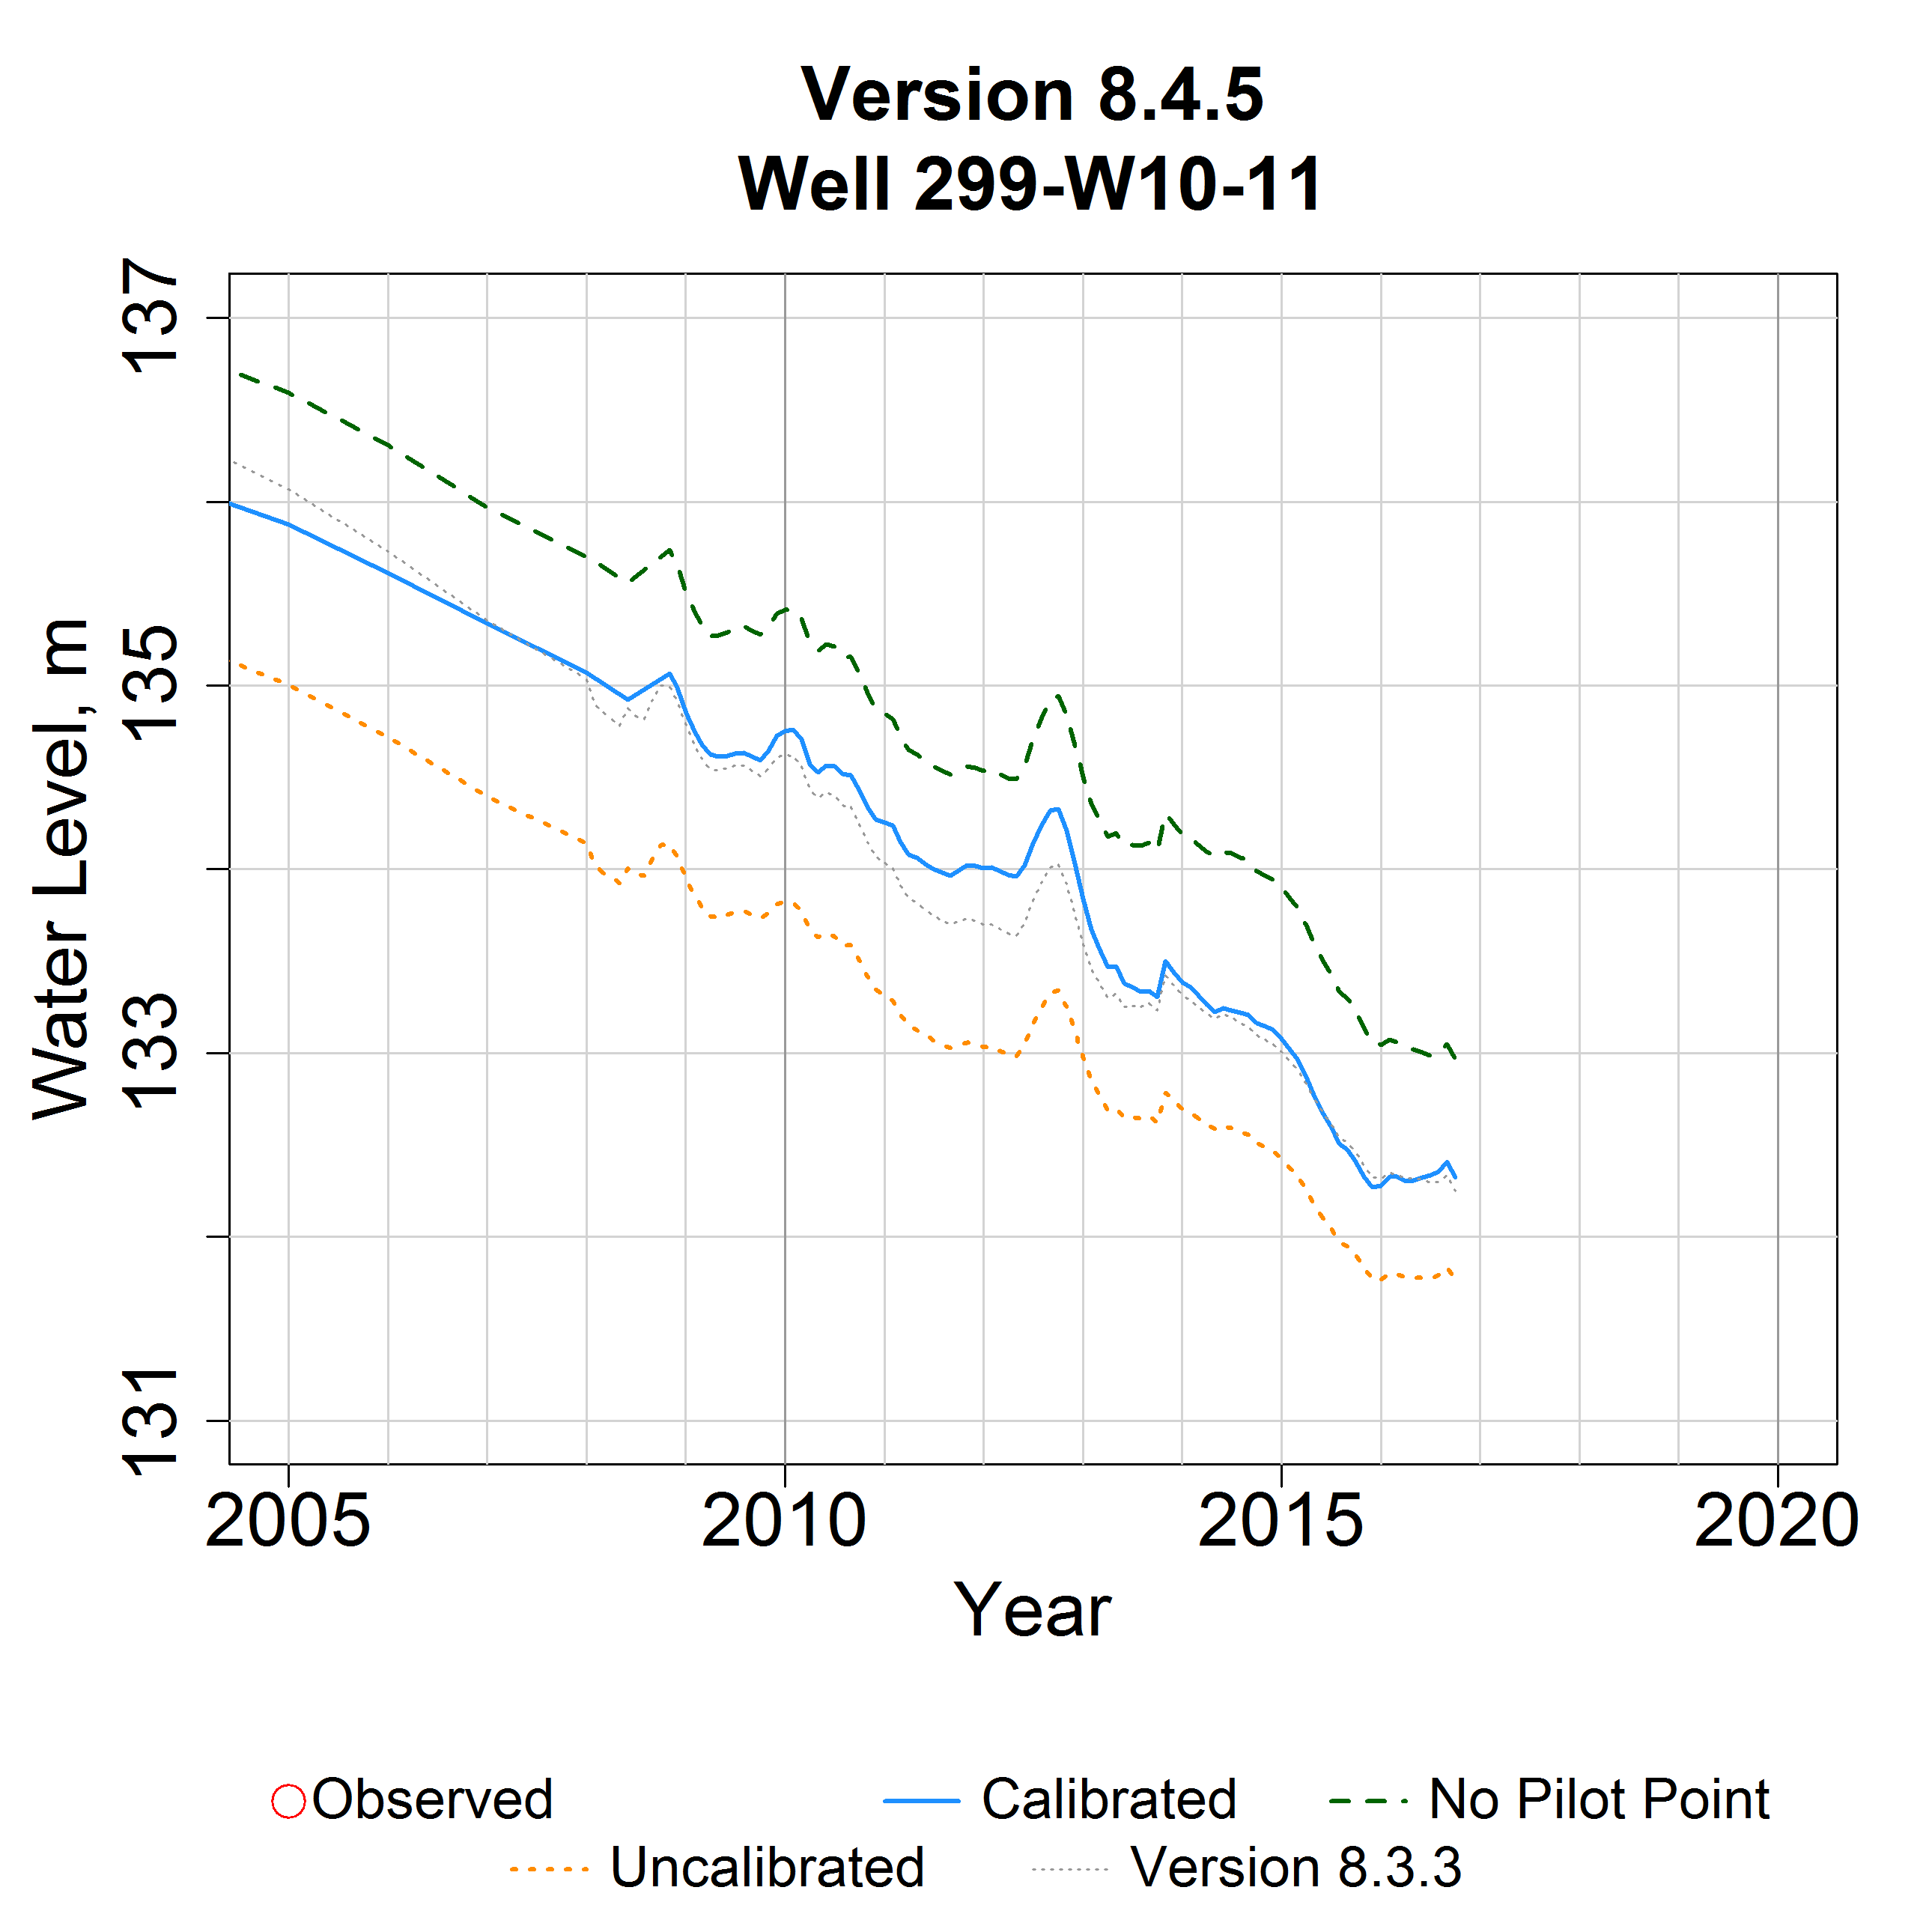 Version 8.4.5
Well 299-W10-11
Water Level, m
137
135
133
131
2005 2010 2015 2020
Year
Observed Calibrated No Pilot Point
Uncalibrated Version 8.3.3